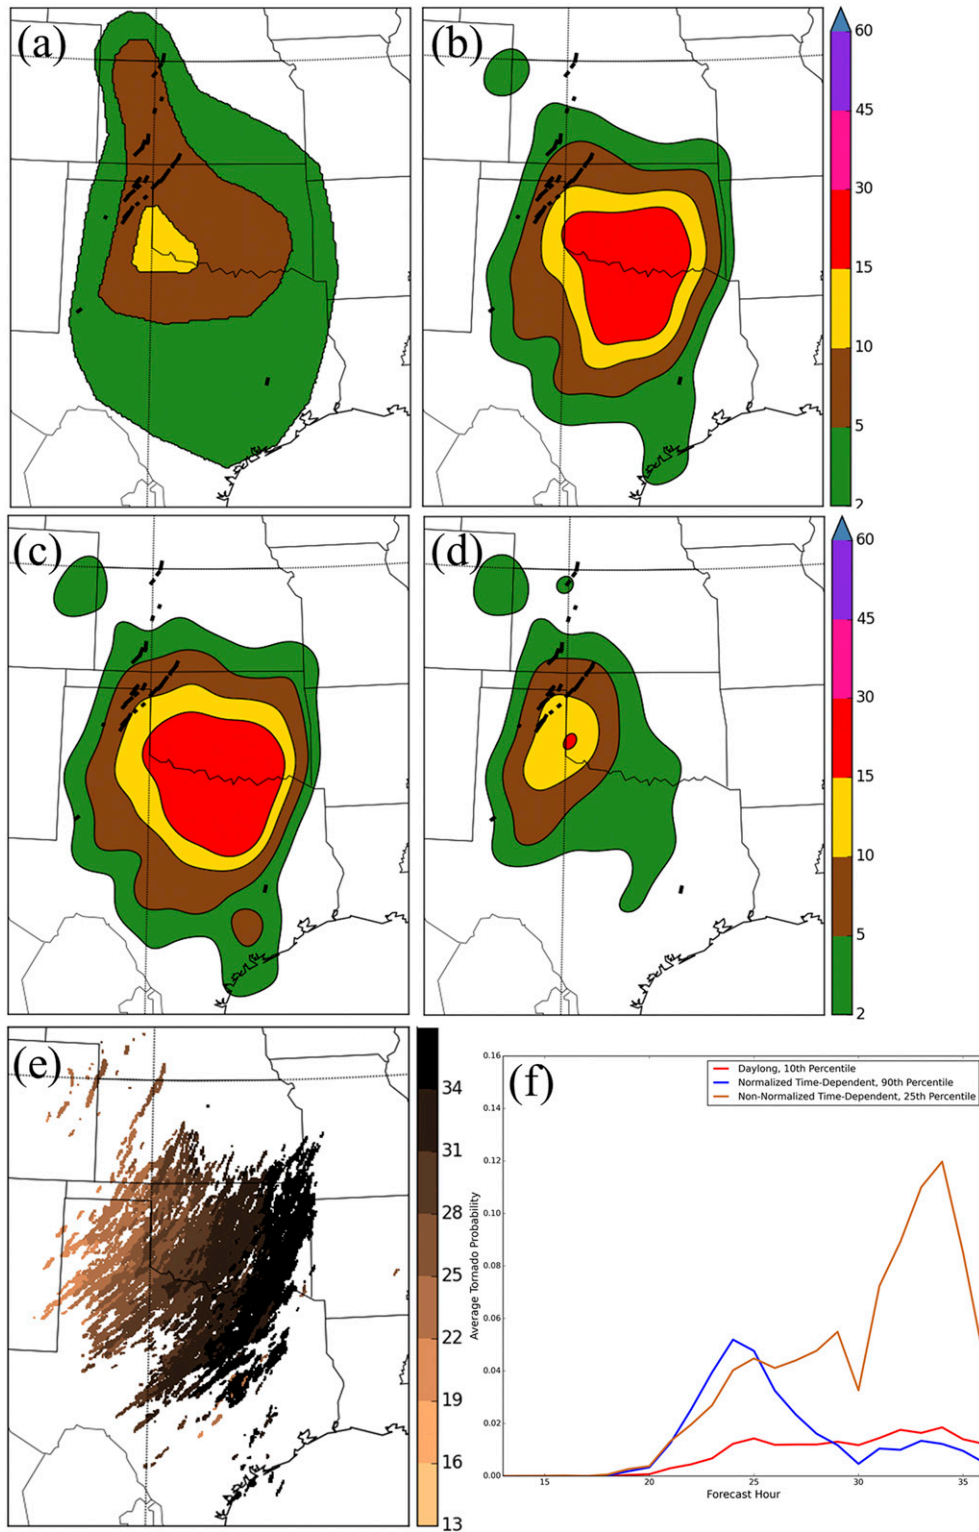 (a)
(b)
60
45
30
15
10
5
2
(c)
(d)
60
45
30
15
10
5
2
(e)
34
31
28
25
22
19
16
13
(f)
0.16
0.14
0.12
0.10
0.08
0.06
0.04
0.02
0.00
Average Tornado Probability
Daylong, 10th Percentile
Normalized Time-Dependent, 90th Percentile
Non-Normalized Time-Dependent, 25th Percentile
15 20 25 30 35
Forecast Hour